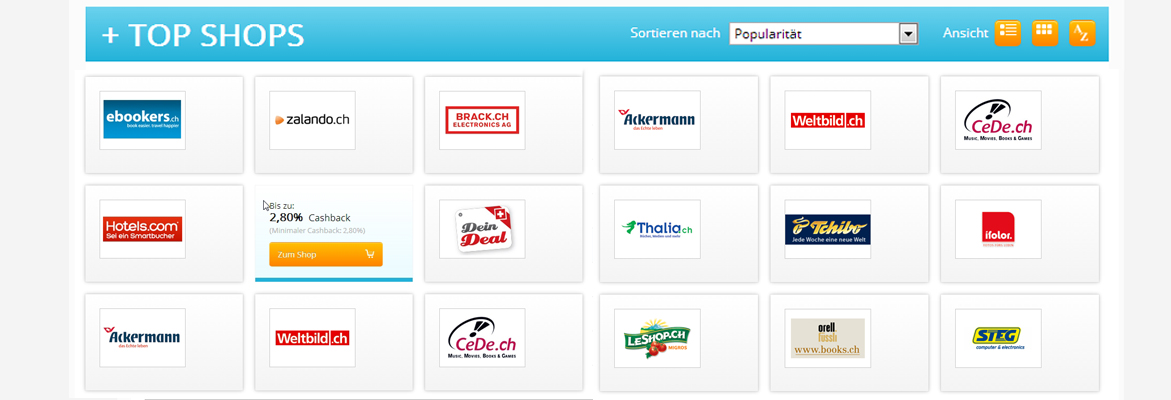 + TOP SHOPS
Sortieren nach
Popularität
Ansicht
A Z
ebookers.ch
book easier. travel happier
zalando.ch
BRACK.CH
ELECTRONICS AG
Ackermann
das Echte leben
Weltbild.ch
CeDe.ch
Music, Movies, Books & Games
Hotels.com
Sei ein Smartbucher
Bis zu:
2,80% Cashback
(Minimaler Cashback: 2.80%)
Zum Shop
Dein
Deal
Thalia.ch
Bücher, Medien und mehr
Tchibo
Jede Woche eine neue Welt
ifolor.
Ackermann
das Echte leben
Weltbild.ch
CeDe.ch
Music, Movies, Books & Games
LeShop.ch
MIGROS
orell
füssli
www.books.ch
STEG
computer & electronics